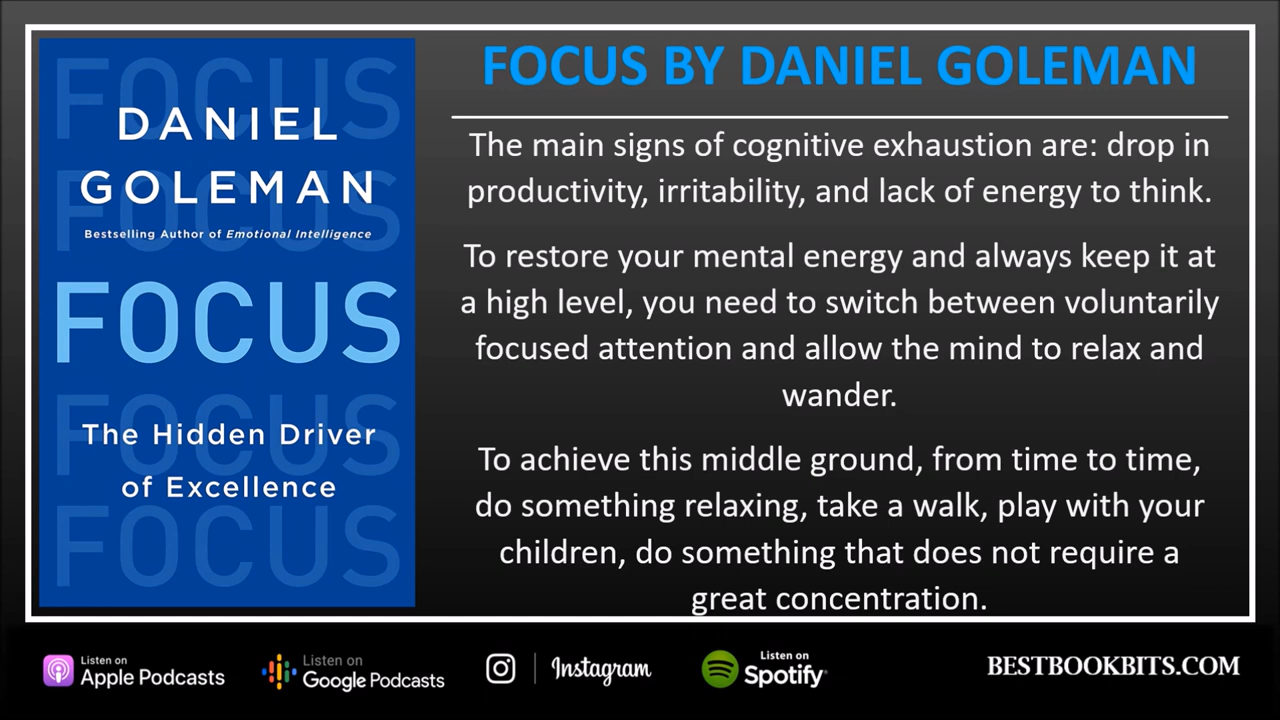 FOCUS
DANIEL
FOCUS
GOLEMAN
Bestselling Author of Emotional Intelligence
FOCUS
FOCUS
The Hidden Driver
of Excellence
FOCUS
FOCUS BY DANIEL GOLEMAN
The main signs of cognitive exhaustion are: drop in
productivity, irritability, and lack of energy to think.
To restore your mental energy and always keep it at
a high level, you need to switch between voluntarily
focused attention and allow the mind to relax and
wander.
To achieve this middle ground, from time to time,
do something relaxing, take a walk, play with your
children, do something that does not require a
great concentration.
Listen on
Apple Podcasts
Listen on
Google Podcasts
Instagram
Listen on
Spotify
BESTBOOKBITS.COM